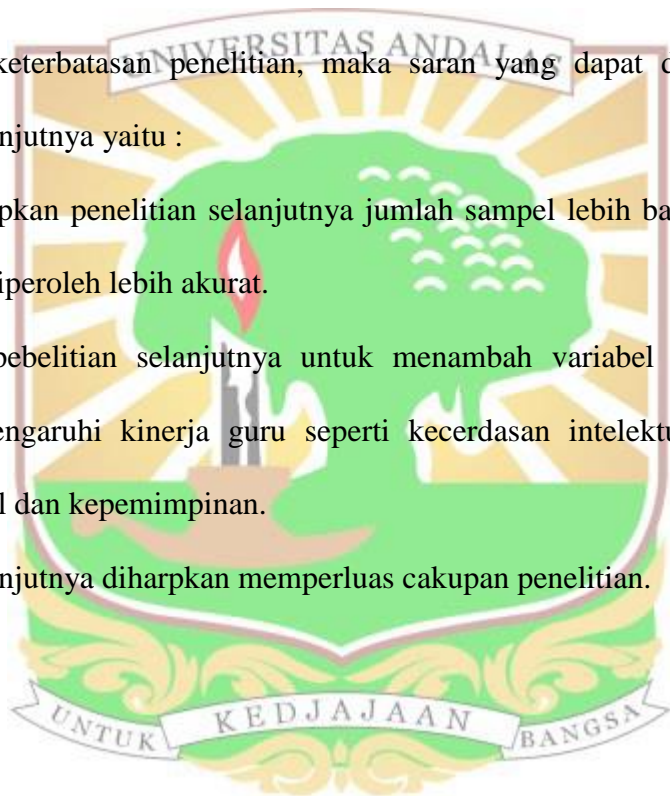 UNIVERSITAS ANDALAS
keterbatasan penelitian, maka saran yang dapat
njutnya yaitu :
pkan penelitian selanjutnya jumlah sampel lebih ba
iperoleh lebih akurat.
pebelitian selanjutnya untuk menambah variabel
engaruhi kinerja guru seperti kecerdasan intelektu
l dan kepemimpinan.
njutnya diharpkan memperluas cakupan penelitian.
UNTUK KEDJAJAAN BANGSA